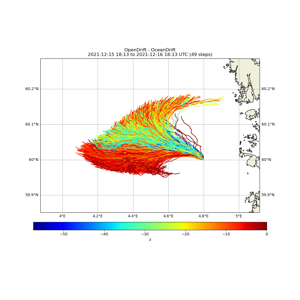 OpenDrift - OceanDrift
2021-12-15 18:13 to 2021-12-16 18:13 UTC (49 steps)
60.2°N 60.2°N
60.1°N 60.1°N
60°N 60°N
59.9°N 59.9°N
4°E 4.2°E 4.4°E 4.6°E 4.8°E 5°E
−50 −40 −30 −20 −10 0
z